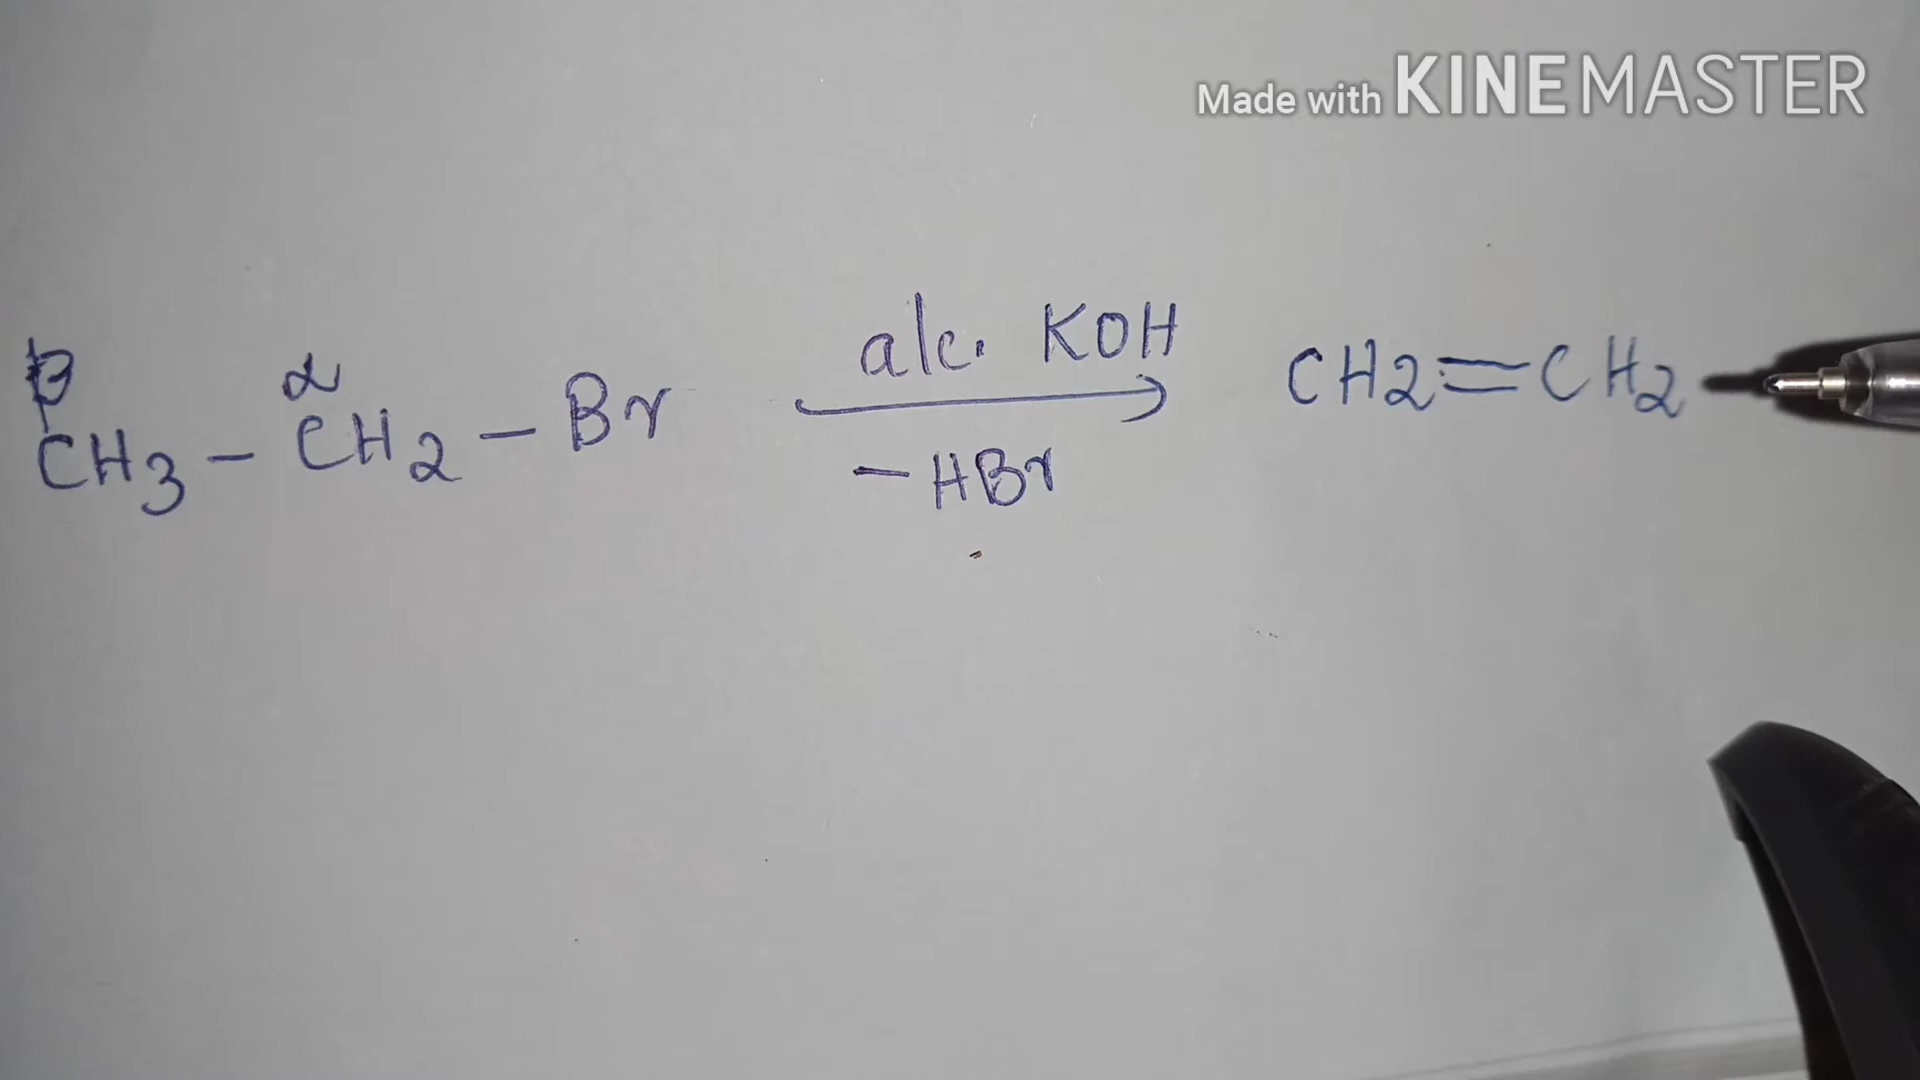 Made with KINEMASTER
β α
CH3 - CH2 - Br alc. KOH CH2=CH2
- HBr